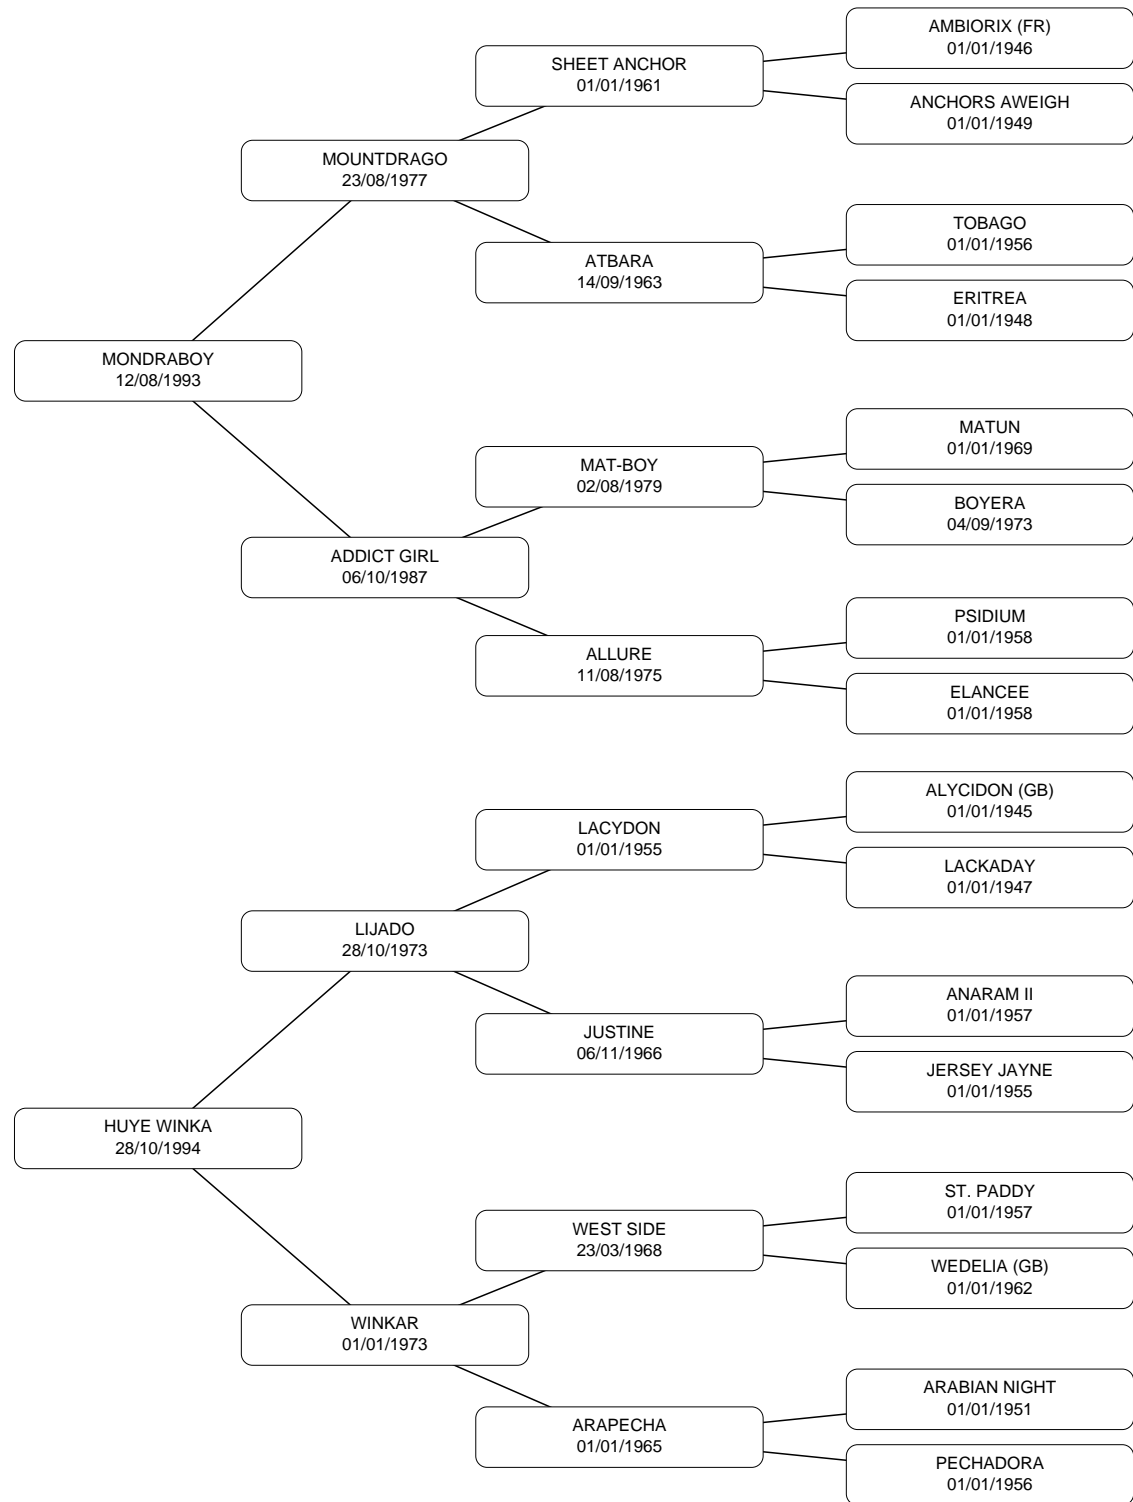 AMBIORIX (FR)
01/01/1946
SHEET ANCHOR
01/01/1961
ANCHORS AWEIGH
01/01/1949
MOUNTDRAGO
23/08/1977
TOBAGO
01/01/1956
ATBARA
14/09/1963
ERITREA
01/01/1948
MONDRABOY
12/08/1993
MATUN
01/01/1969
MAT-BOY
02/08/1979
BOYERA
04/09/1973
ADDICT GIRL
06/10/1987
PSIDIUM
01/01/1958
ALLURE
11/08/1975
ELANCEE
01/01/1958
ALYCIDON (GB)
01/01/1945
LACYDON
01/01/1955
LACKADAY
01/01/1947
LIJADO
28/10/1973
ANARAM II
01/01/1957
JUSTINE
06/11/1966
JERSEY JAYNE
01/01/1955
HUYE WINKA
28/10/1994
ST. PADDY
01/01/1957
WEST SIDE
23/03/1968
WEDELIA (GB)
01/01/1962
WINKAR
01/01/1973
ARABIAN NIGHT
01/01/1951
ARAPECHA
01/01/1965
PECHADORA
01/01/1956